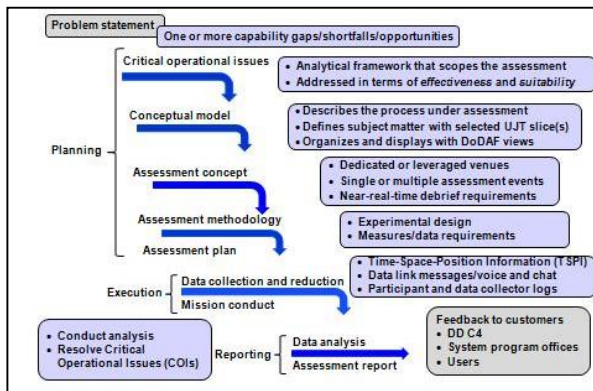 Problem statement
One or more capability gaps/shortfalls/opportunities
Critical operational issues
• Analytical framework that scopes the assessment
• Addressed in terms of effectiveness and suitability
Conceptual model
• Describes the process under assessment
• Defines subject matter with selected UJT slice(s)
• Organizes and displays with DoDAF views
Planning
Assessment concept
• Dedicated or leveraged venues
• Single or multiple assessment events
• Near-real-time debrief requirements
Assessment methodology
• Experimental design
• Measures/data requirements
Assessment plan
• Time-Space-Position Information (TSPI)
• Data link messages/voice and chat
• Participant and data collector logs
Execution
Data collection and reduction
Mission conduct
• Conduct analysis
• Resolve Critical
Operational Issues (COIs)
Reporting
Data analysis
Assessment report
Feedback to customers
• DD C4
• System program offices
• Users